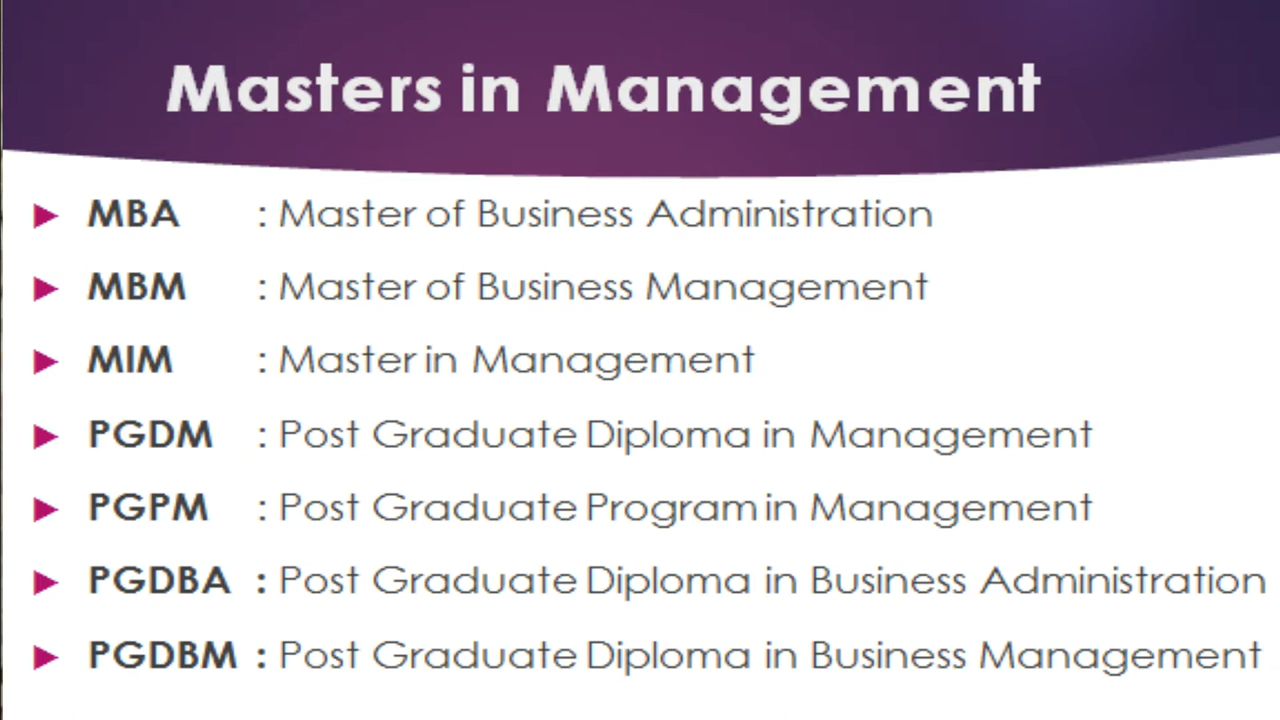 Masters in Management
► MBA : Master of Business Administration
► MBM : Master of Business Management
► MIM : Master in Management
► PGDM : Post Graduate Diploma in Management
► PGPM : Post Graduate Program in Management
► PGDBA : Post Graduate Diploma in Business Administration
► PGDBM : Post Graduate Diploma in Business Management